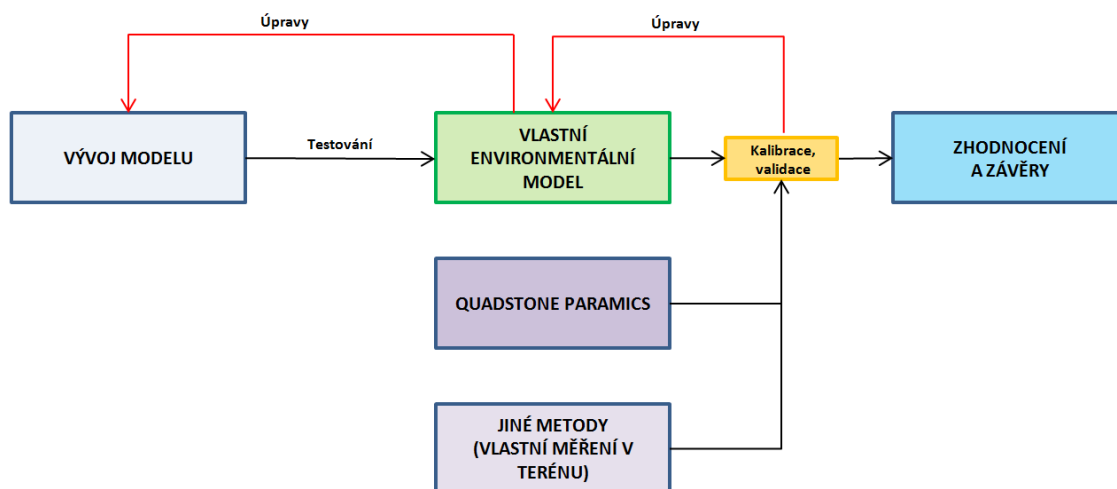 Úpravy
Úpravy
VÝVOJ MODELU
Testování
VLASTNÍ
ENVIRONMENTÁLNÍ
MODEL
Kalibrace,
validace
ZHODNOCENÍ
A ZÁVĚRY
QUADSTONE PARAMICS
JINÉ METODY
(VLASTNÍ MĚŘENÍ V
TERÉNU)